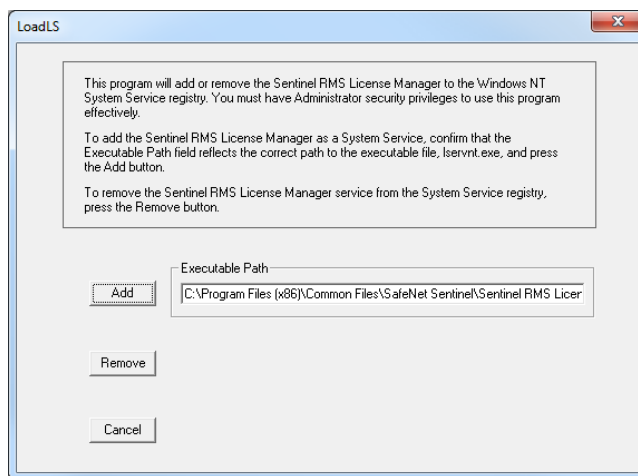 LoadLS
This program will add or remove the Sentinel RMS License Manager to the Windows NT
System Service registry. You must have Administrator security privileges to use this program
effectively.
To add the Sentinel RMS License Manager as a System Service, confirm that the
Executable Path field reflects the correct path to the executable file, lservnt.exe, and press
the Add button.
To remove the Sentinel RMS License Manager service from the System Service registry,
press the Remove button.
Executable Path
Add
C:\Program Files (x86)\Common Files\SafeNet Sentinel\Sentinel RMS Licer
Remove
Cancel